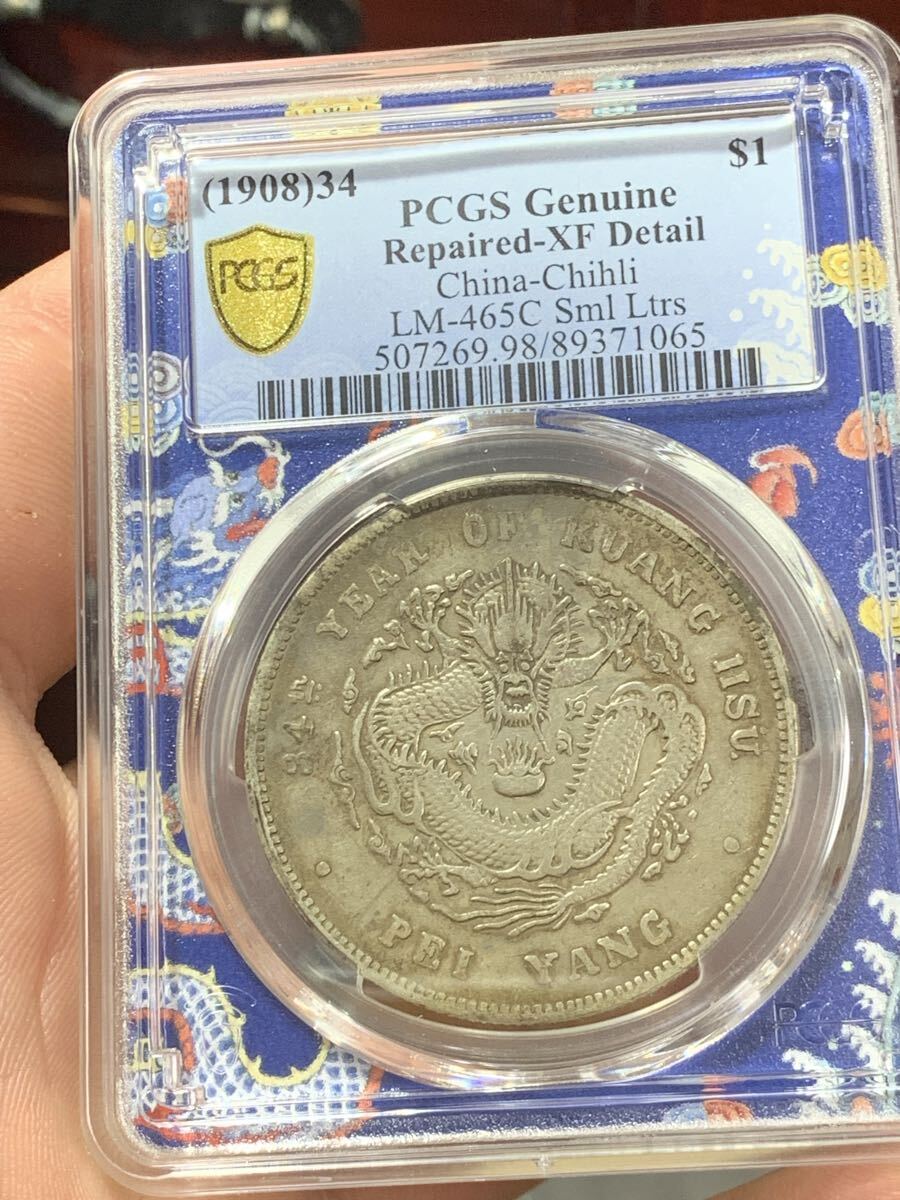 (1908)34 $1
PCGS Genuine
Repaired-XF Detail
China-Chihli
LM-465C Sml Ltrs
507269.98/89371065
PCGS
34TH YEAR OF KUANG HSU
PEI YANG
PCG